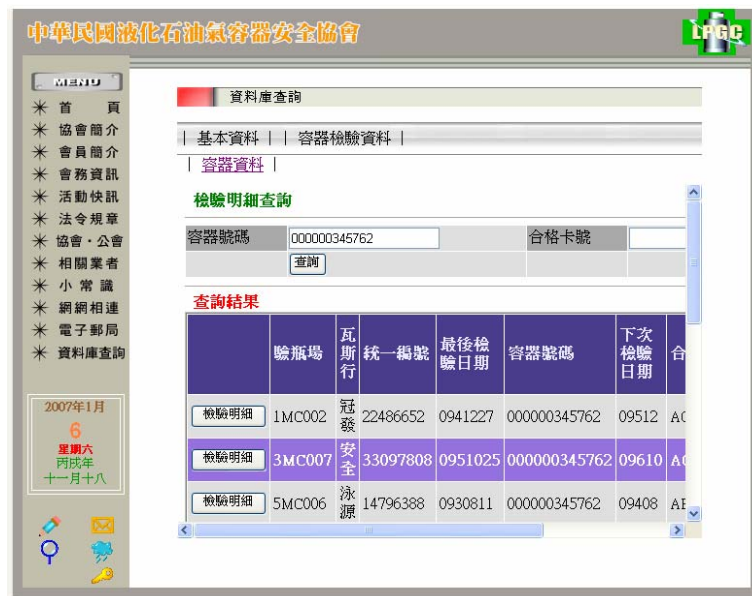 中華民國液化石油氣容器安全協會
LPGC
MENU
首 頁
協會簡介
會員簡介
會務資訊
活動快訊
法令規章
協會・公會
相關業者
小 常 識
網網相連
電子郵局
資料庫查詢
2007年1月
6
星期六
丙戌年
十一月十八
資料庫查詢
| 基本資料 | | 容器檢驗資料 |
| 容器資料 |
檢驗明細查詢
容器號碼 000000345762 合格卡號
查詢
查詢結果
驗瓶場 瓦斯行 統一編號 最後檢驗日期 容器號碼 下次檢驗日期 合
檢驗明細 1MC002 冠發 22486652 0941227 000000345762 09512 AC
檢驗明細 3MC007 安全 33097808 0951025 000000345762 09610 AC
檢驗明細 5MC006 泳源 14796388 0930811 000000345762 09408